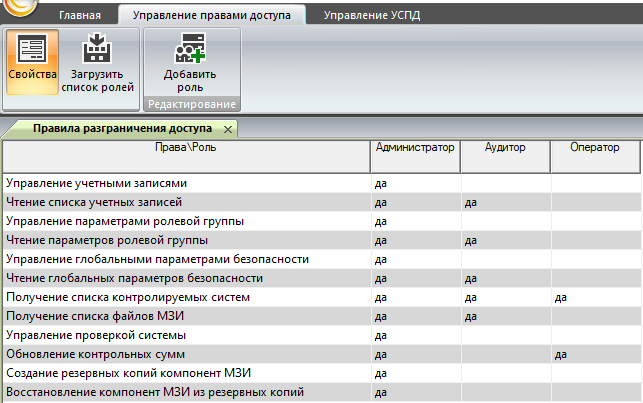 Главная Управление правами доступа Управление УСПД
Свойства Загрузить список ролей Добавить роль
Редактирование
Правила разграничения доступа
Права\Роль Администратор Аудитор Оператор
Управление учетными записями да
Чтение списка учетных записей да да
Управление параметрами ролевой группы да
Чтение параметров ролевой группы да да
Управление глобальными параметрами безопасности да
Чтение глобальных параметров безопасности да да
Получение списка контролируемых систем да да да
Получение списка файлов МЗИ да да
Управление проверкой системы да
Обновление контрольных сумм да да
Создание резервных копий компонент МЗИ да
Восстановление компонент МЗИ из резервных копий да